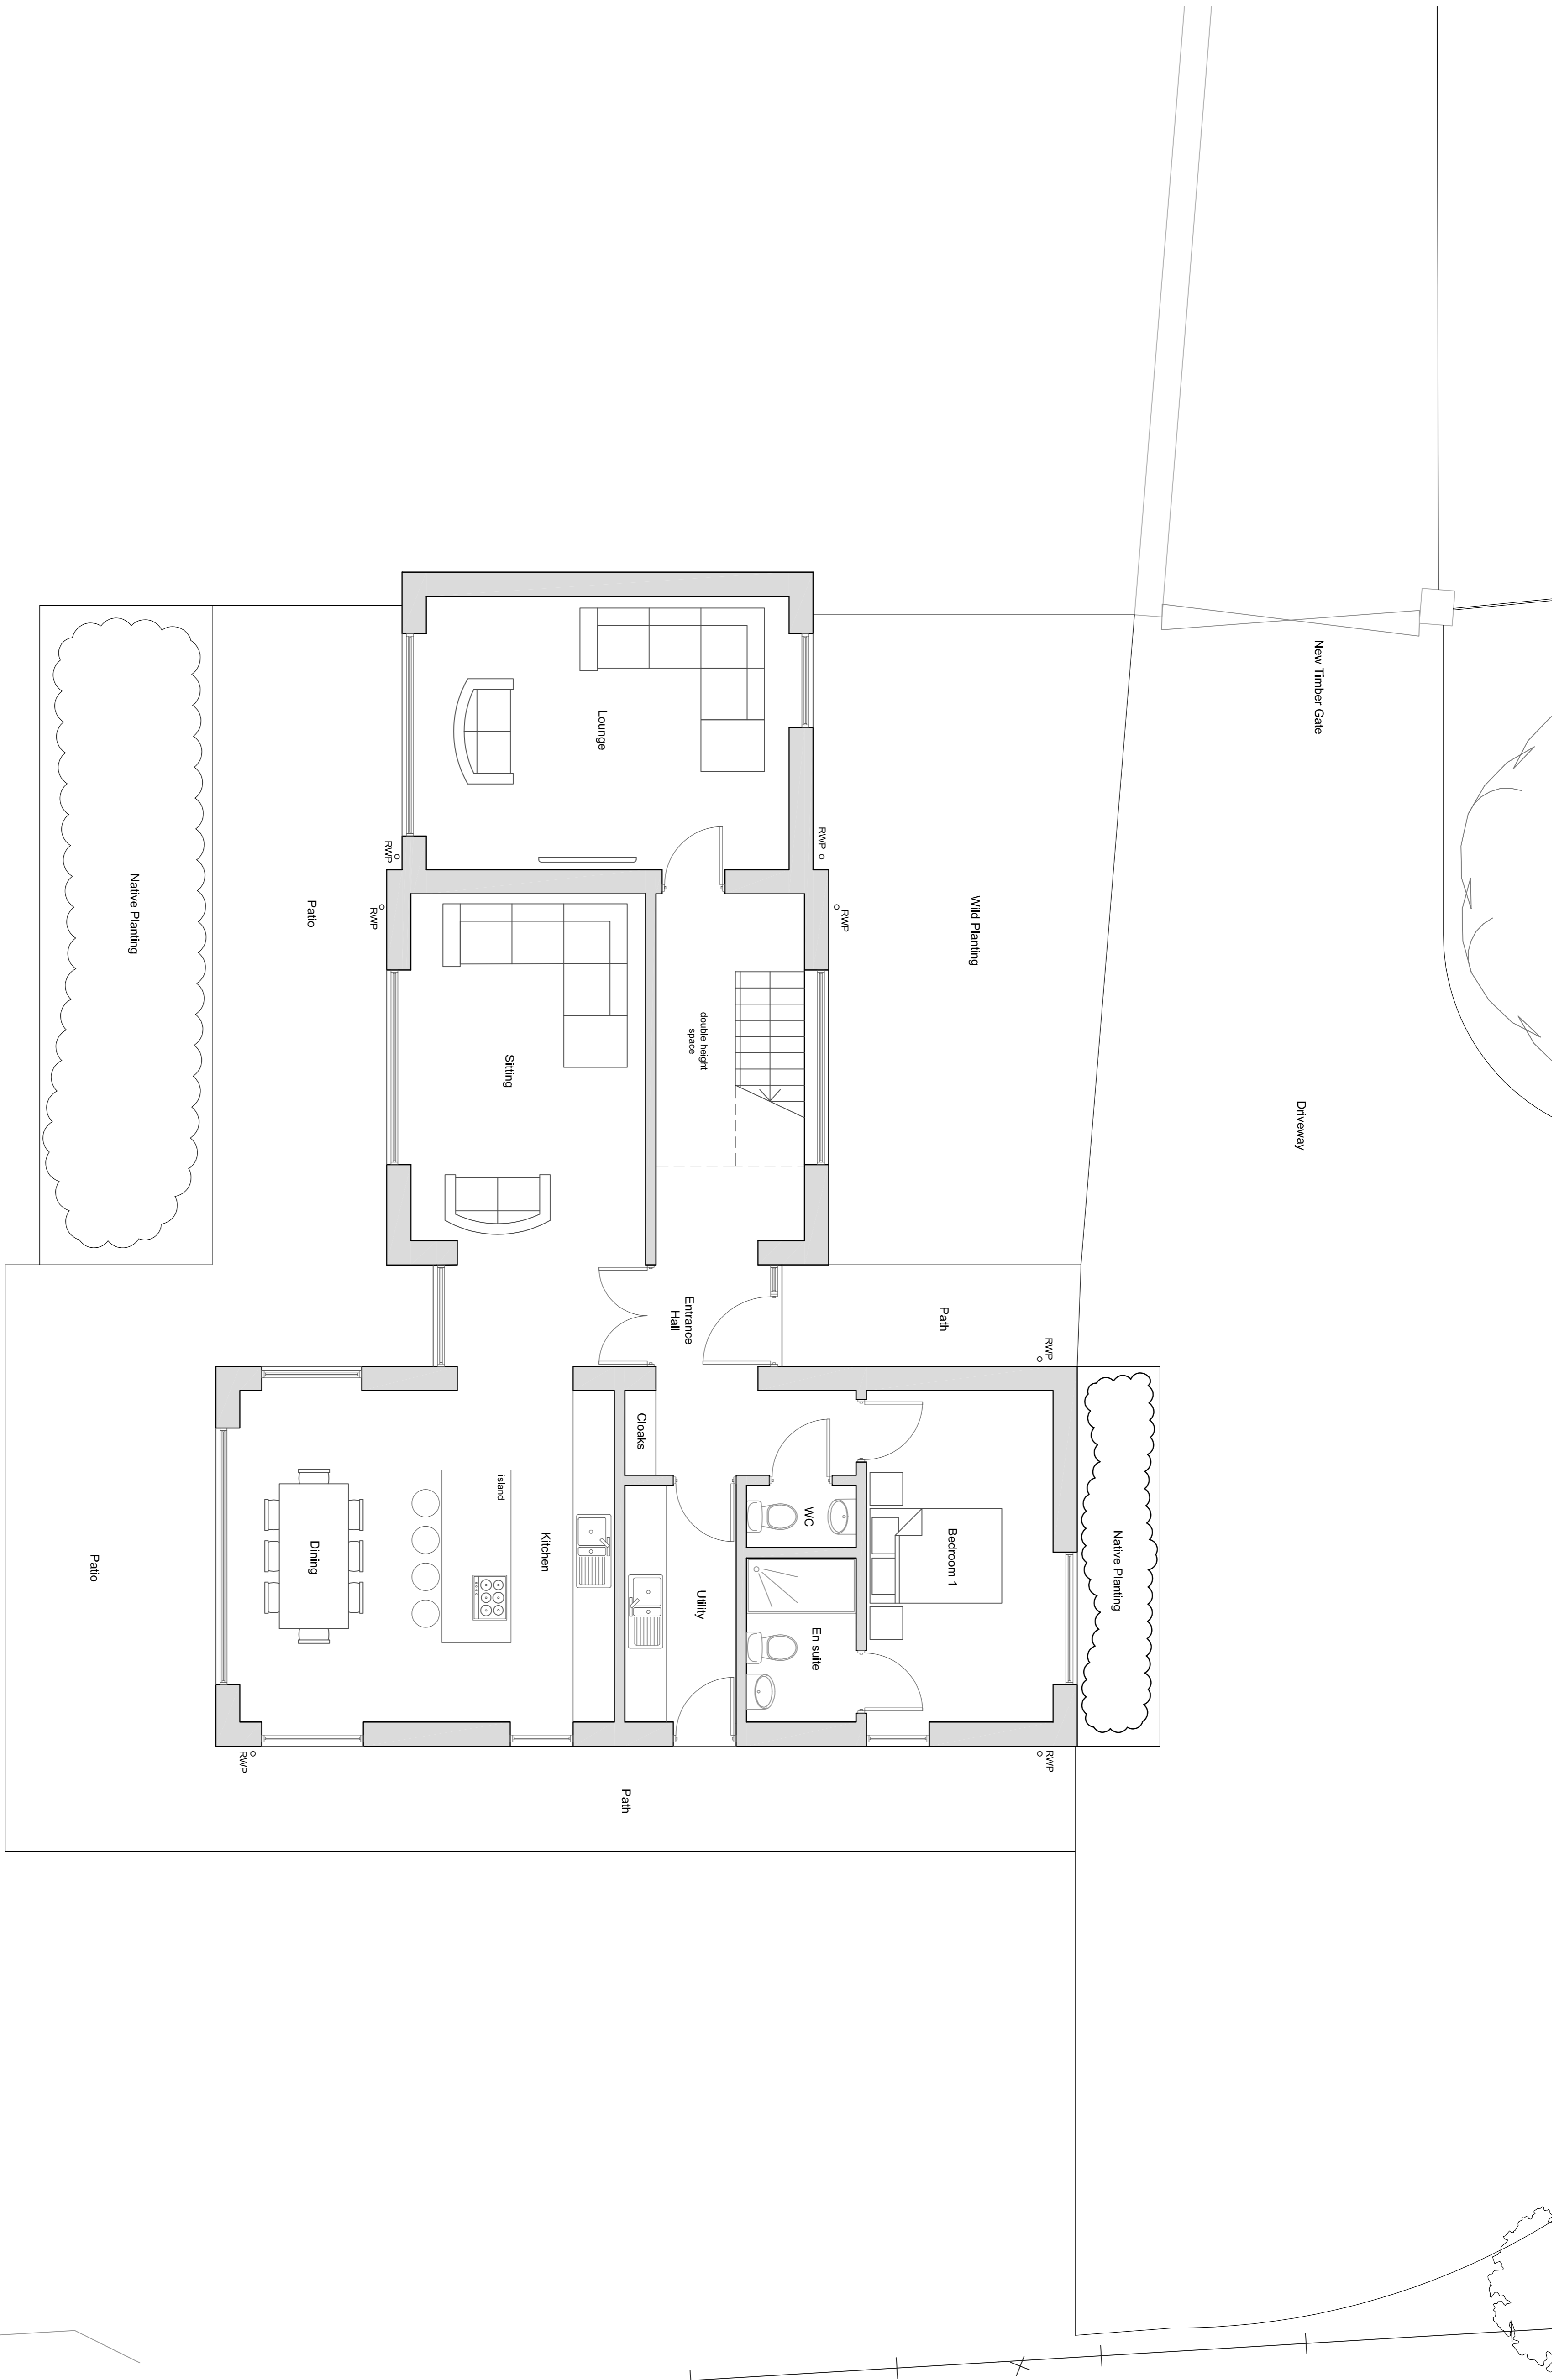 New Timber Gate
Driveway
Native Planting
Wild Planting
Path
RWP
Bedroom 1
RWP
RWP
RWP
WC
En suite
double height
space
Entrance
Hall
Utility
Cloaks
Path
Lounge
Kitchen
Sitting
island
RWP
RWP
Patio
Dining
RWP
Native Planting
Patio